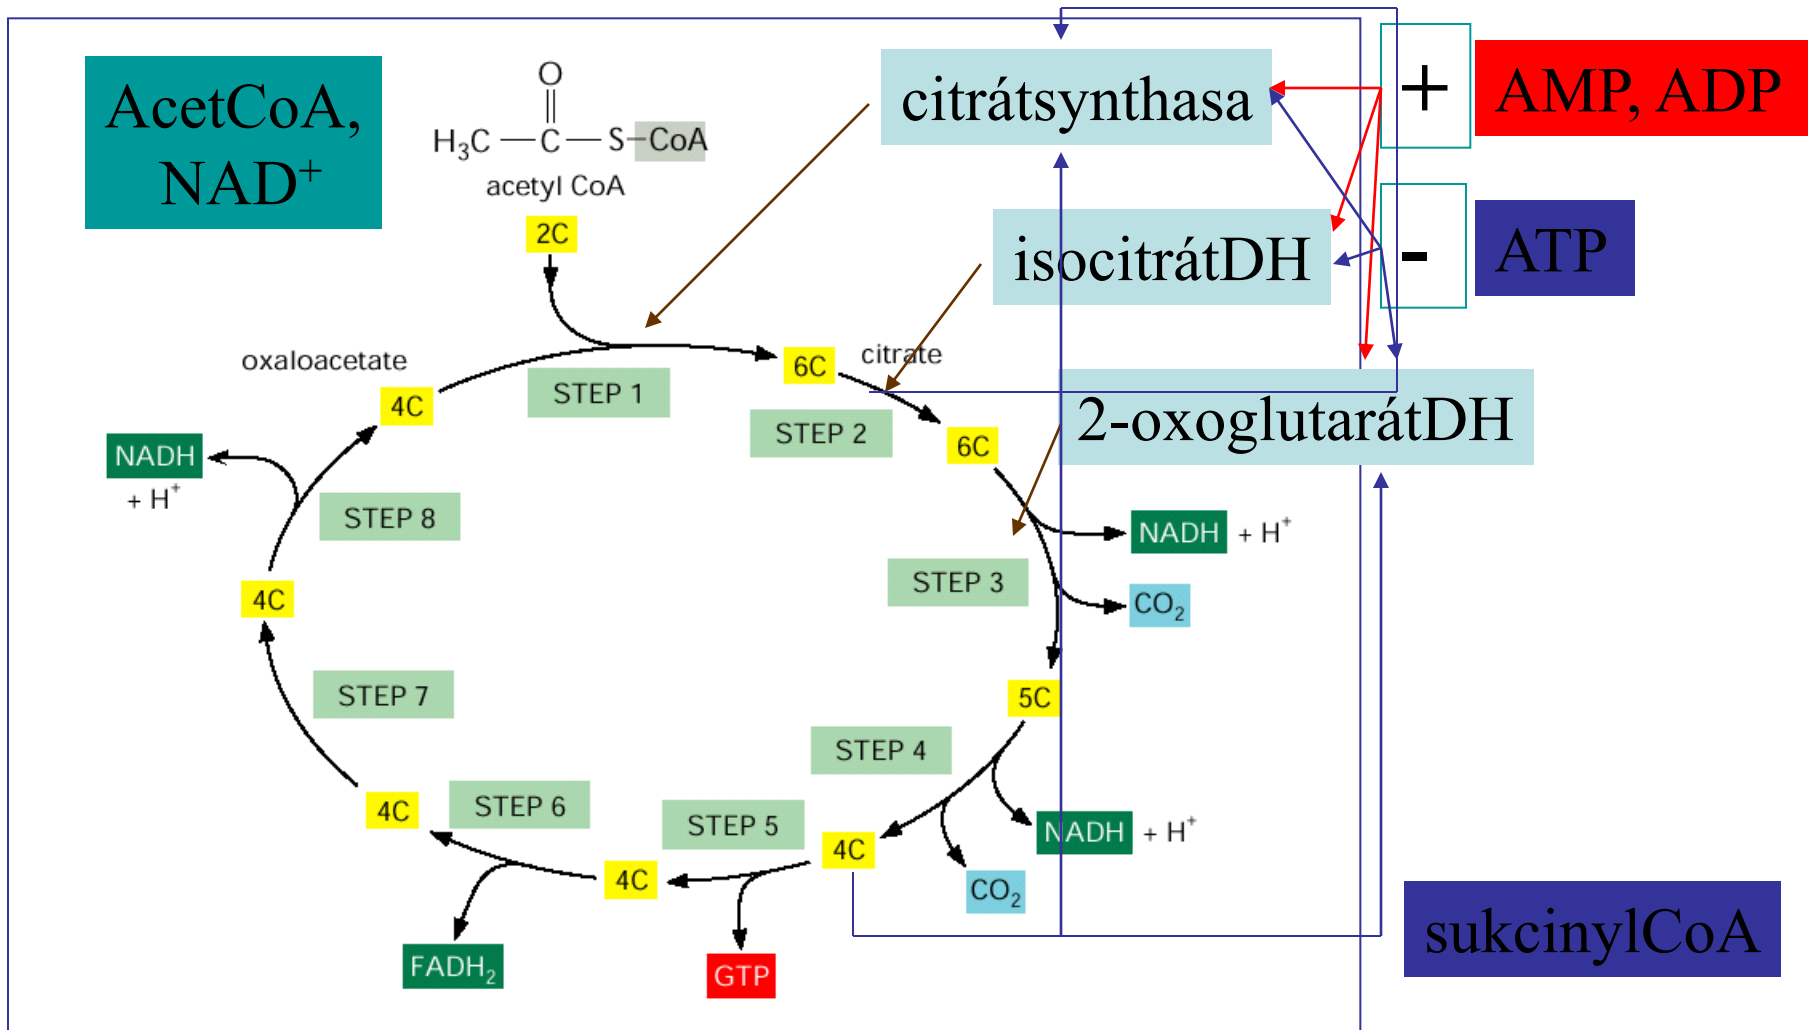 AcetCoA,
NAD⁺
O
H₃C — C — S – CoA
acetyl CoA
2C
citrátsynthasa
+
AMP, ADP
isocitrátDH
-
ATP
2-oxoglutarátDH
oxaloacetate
4C
STEP 1
6C
citrate
STEP 2
6C
NADH
+ H⁺
STEP 8
NADH + H⁺
4C
STEP 3
CO₂
STEP 7
5C
STEP 4
4C
STEP 6
STEP 5
4C
NADH + H⁺
4C
CO₂
FADH₂
GTP
sukcinylCoA